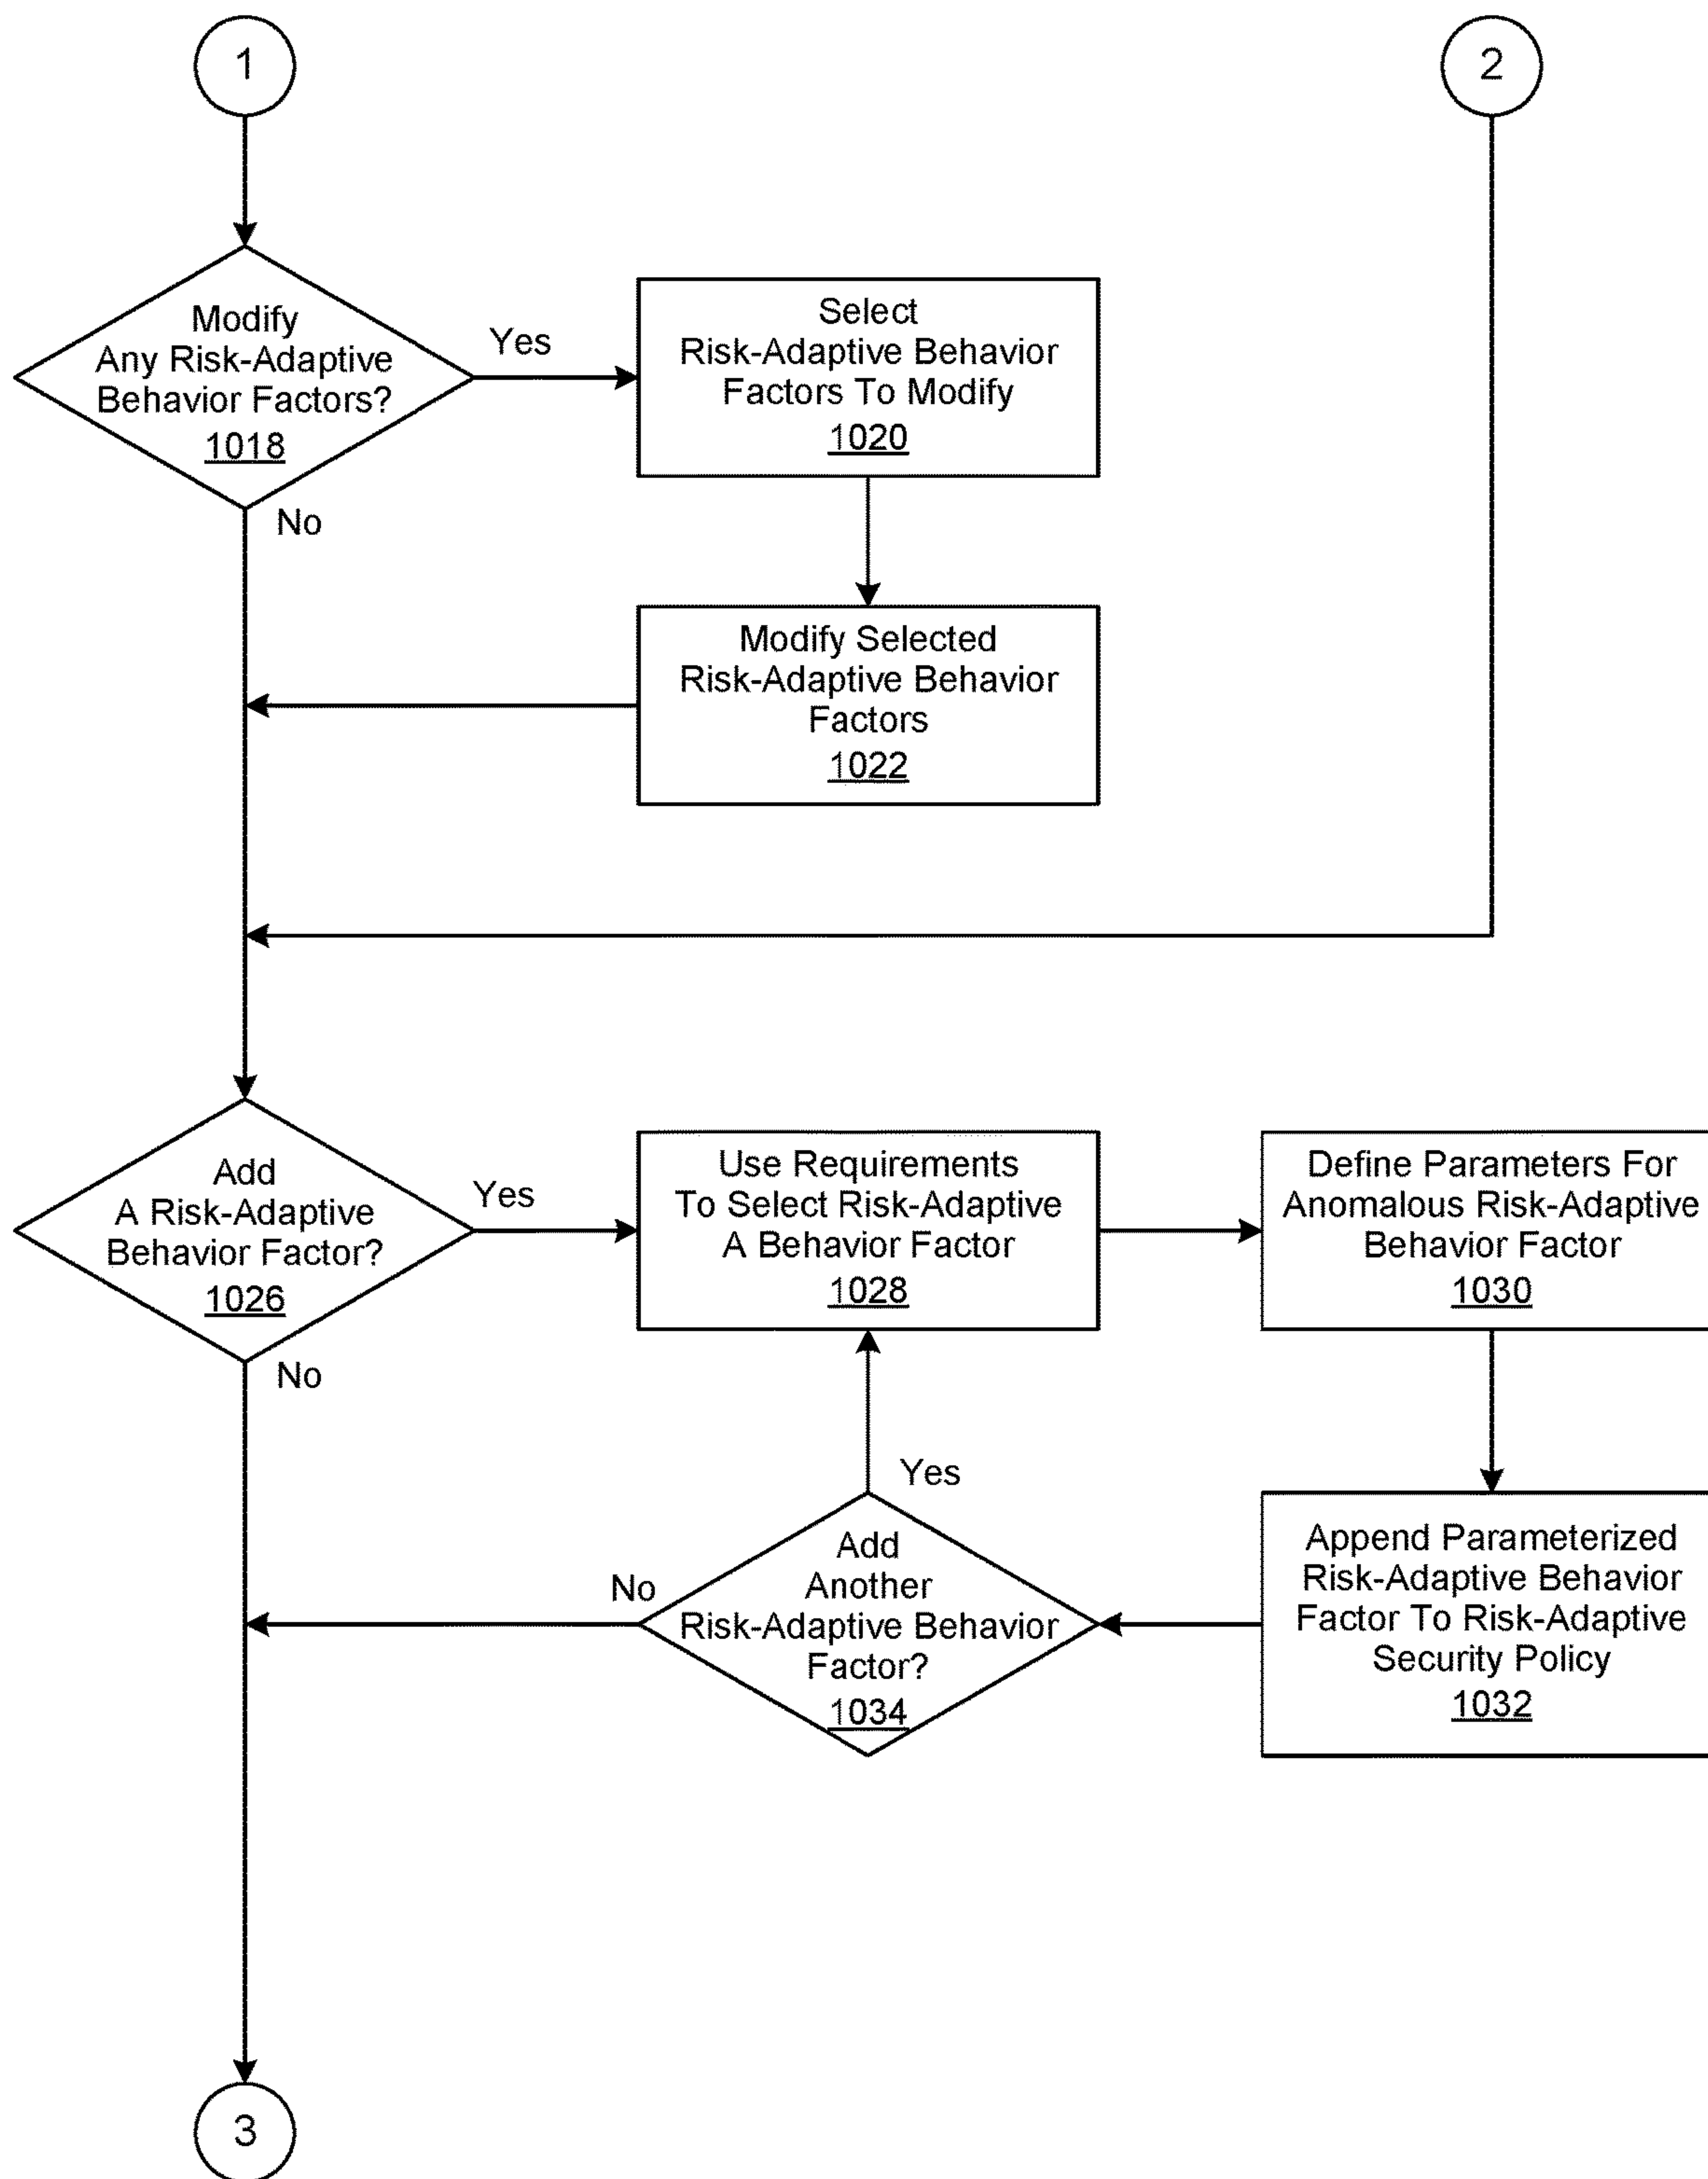 1
2
Modify
Any Risk-Adaptive
Behavior Factors?
1018
Yes
No
Select
Risk-Adaptive Behavior
Factors To Modify
1020
Modify Selected
Risk-Adaptive Behavior
Factors
1022
Add
A Risk-Adaptive
Behavior Factor?
1026
Yes
No
Use Requirements
To Select Risk-Adaptive
A Behavior Factor
1028
Define Parameters For
Anomalous Risk-Adaptive
Behavior Factor
1030
Append Parameterized
Risk-Adaptive Behavior
Factor To Risk-Adaptive
Security Policy
1032
Add
Another
Risk-Adaptive Behavior
Factor?
1034
Yes
No
3